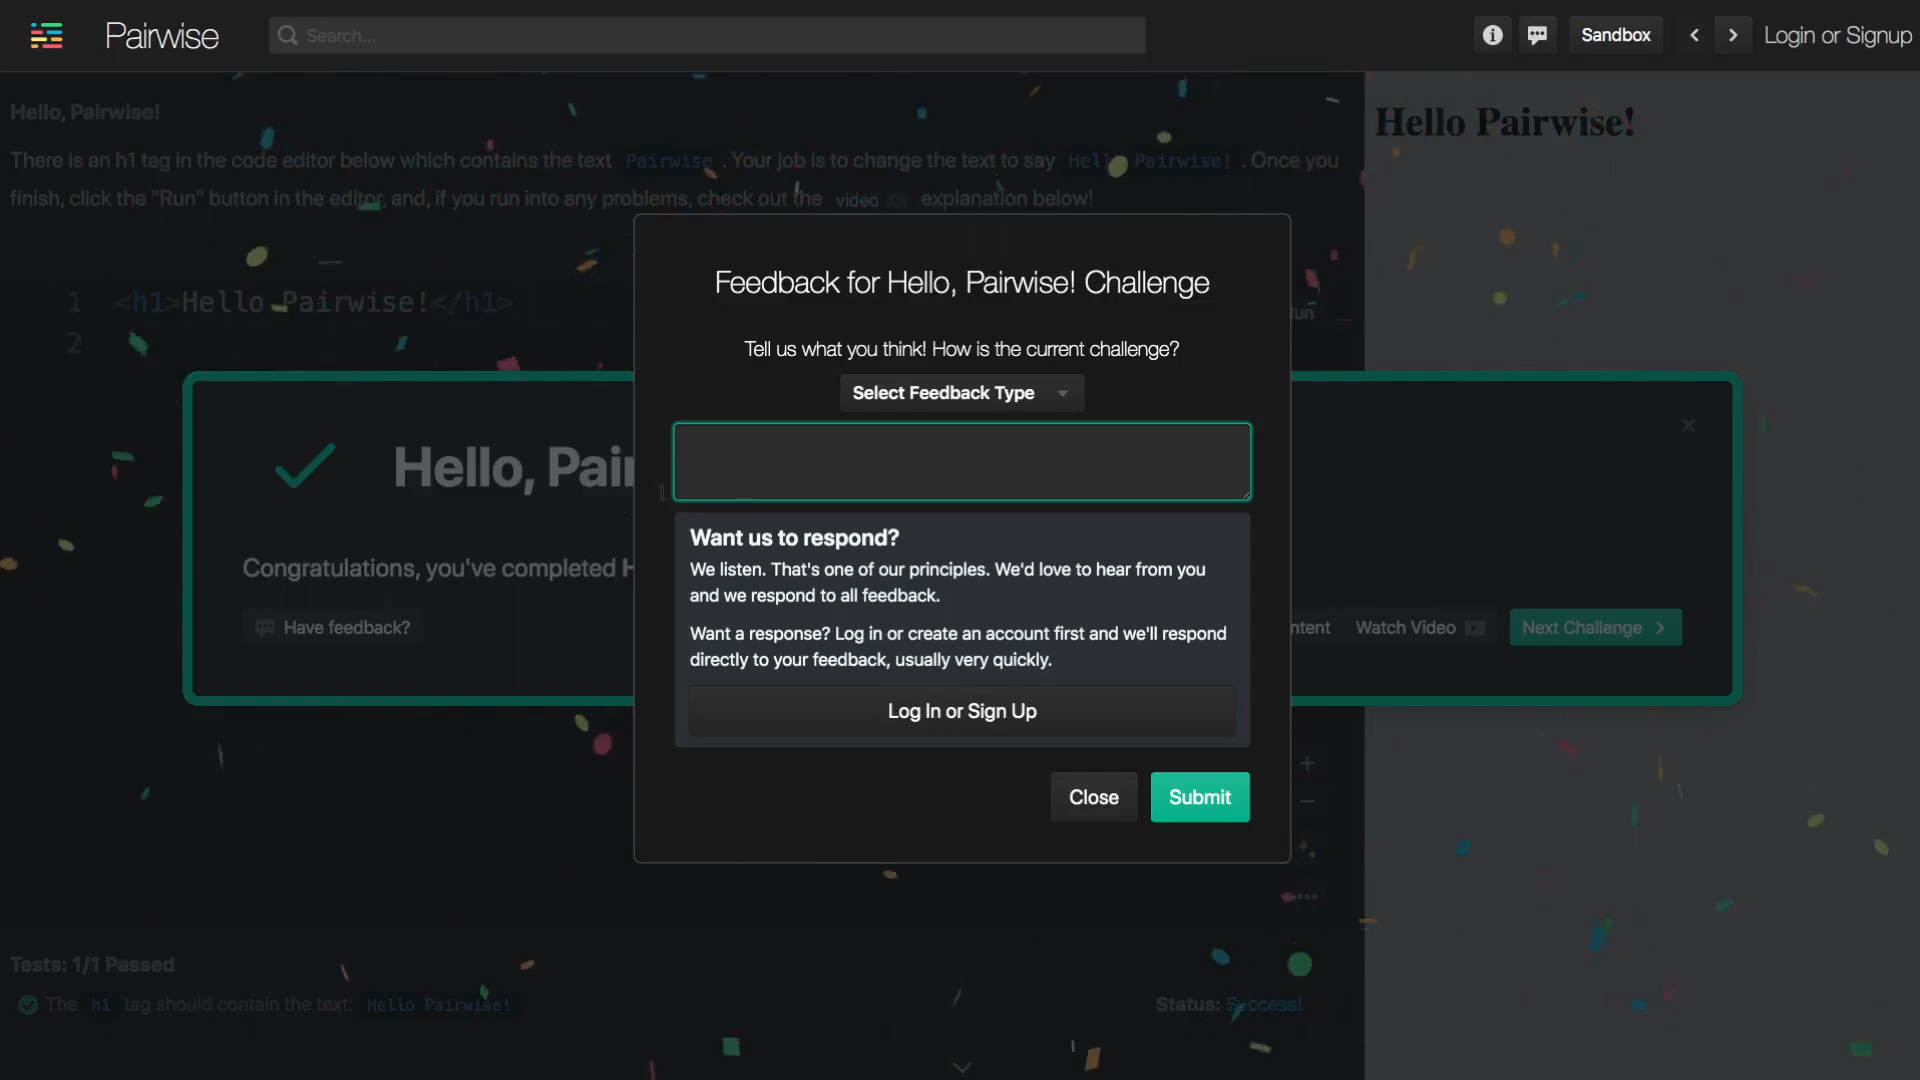 Pairwise
Search...
Sandbox
Login or Signup
Hello, Pairwise!
There is an h1 tag in the code editor below which contains the text Pairwise . Your job is to change the text to say Hello Pairwise! . Once you
finish, click the "Run" button in the editor, and, if you run into any problems, check out the video explanation below!
Hello Pairwise!
1 <h1>Hello Pairwise!</h1>
2
Feedback for Hello, Pairwise! Challenge
Tell us what you think! How is the current challenge?
Select Feedback Type
Hello, Pair
Congratulations, you've completed H
Have feedback?
Want us to respond?
We listen. That's one of our principles. We'd love to hear from you
and we respond to all feedback.
Want a response? Log in or create an account first and we'll respond
directly to your feedback, usually very quickly.
Log In or Sign Up
Close
Submit
Watch Video
Next Challenge
Tests: 1/1 Passed
The h1 tag should contain the text: Hello Pairwise!
Status: Success!